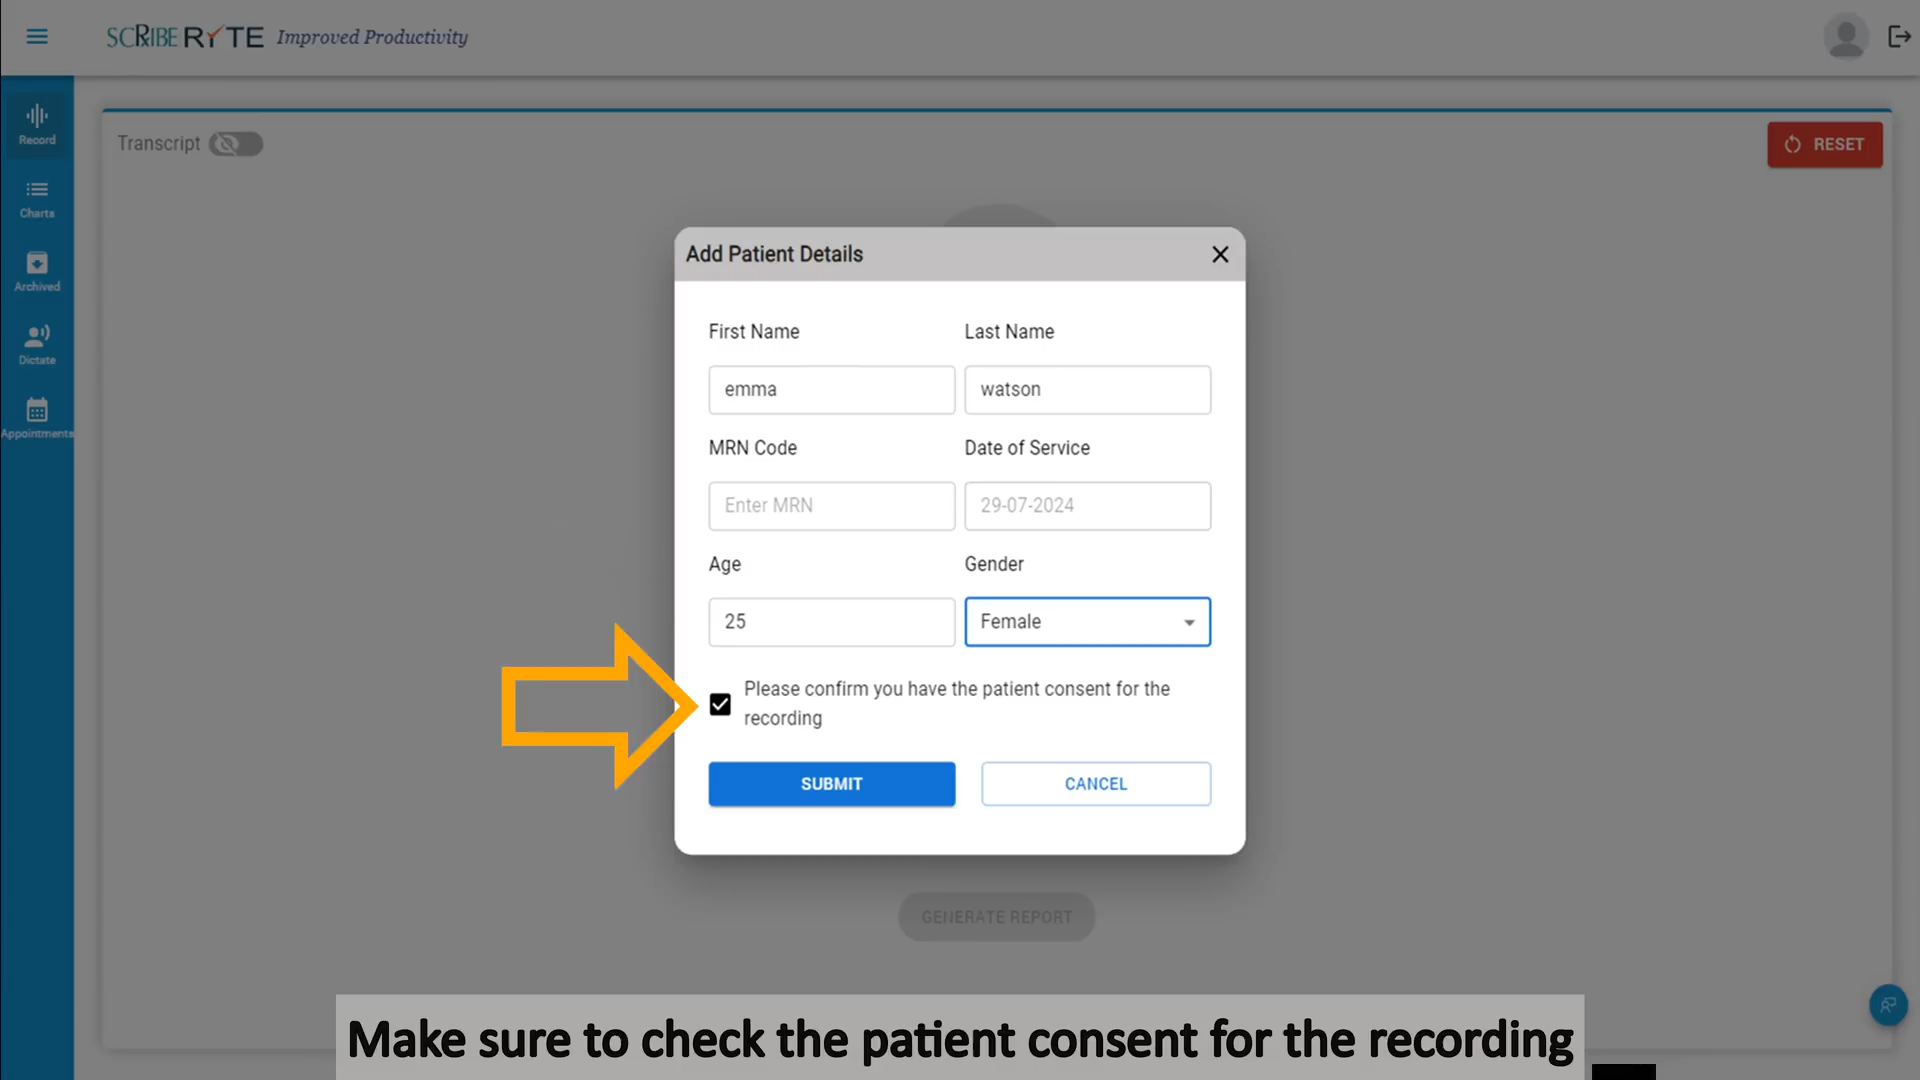 SCRIBE RYTE Improved Productivity
Record
Charts
Archived
Dictate
Appointments
Transcript
RESET
Add Patient Details
First Name
Last Name
emma
watson
MRN Code
Date of Service
Enter MRN
29-07-2024
Age
Gender
25
Female
Please confirm you have the patient consent for the
recording
SUBMIT
CANCEL
GENERATE REPORT
Make sure to check the patient consent for the recording